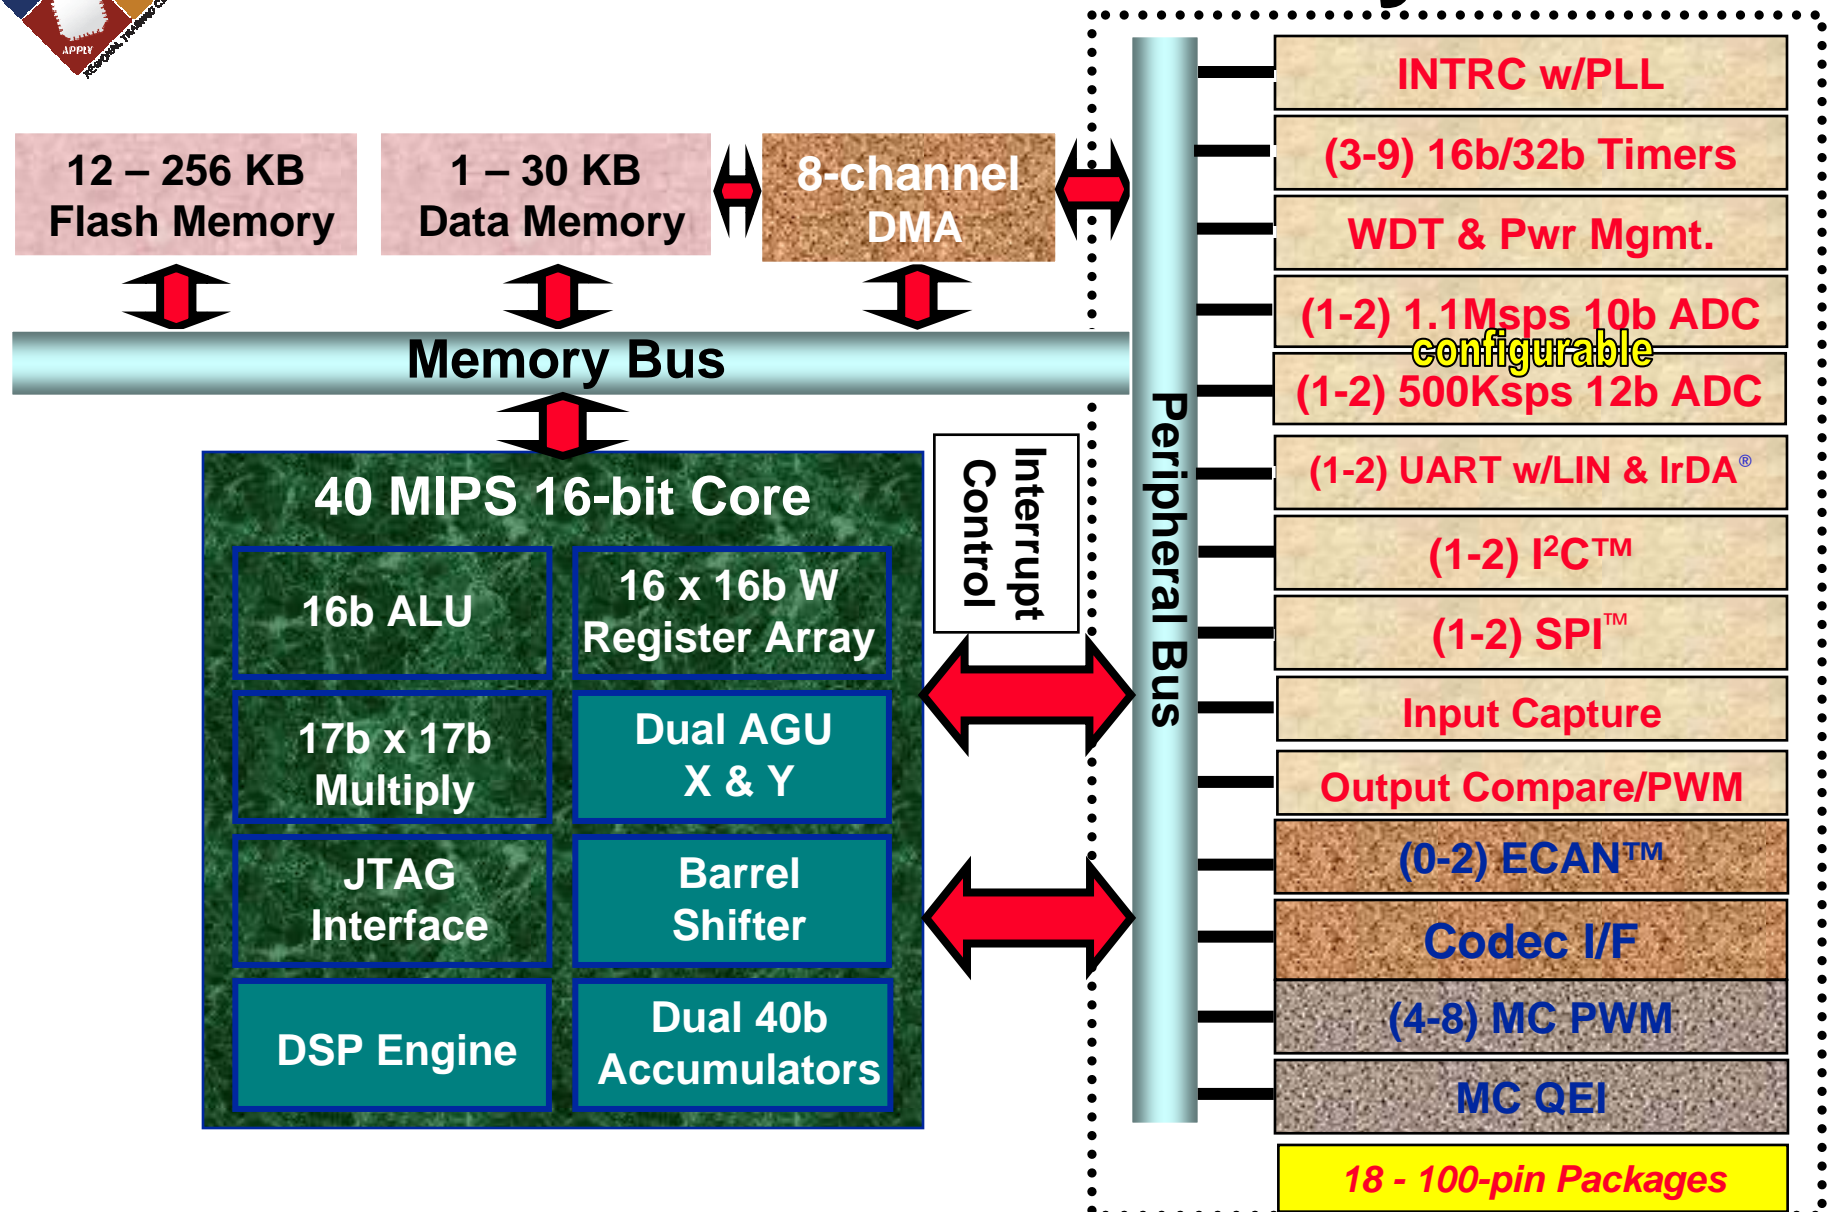 APPLY
REGIONAL TRAINING
12 – 256 KB
Flash Memory
1 – 30 KB
Data Memory
8-channel
DMA
Memory Bus
40 MIPS 16-bit Core
16b ALU
16 x 16b W
Register Array
17b x 17b
Multiply
Dual AGU
X & Y
JTAG
Interface
Barrel
Shifter
DSP Engine
Dual 40b
Accumulators
Interrupt
Control
Peripheral Bus
INTRC w/PLL
(3-9) 16b/32b Timers
WDT & Pwr Mgmt.
(1-2) 1.1Msps 10b ADC
configurable
(1-2) 500Ksps 12b ADC
(1-2) UART w/LIN & IrDA®
(1-2) I²C™
(1-2) SPI™
Input Capture
Output Compare/PWM
(0-2) ECAN™
Codec I/F
(4-8) MC PWM
MC QEI
18 - 100-pin Packages